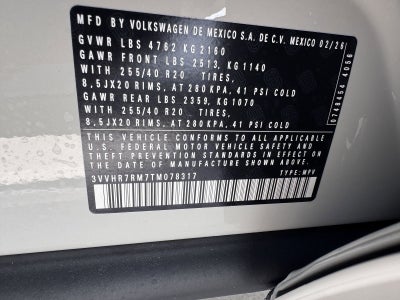 MFD BY VOLKSWAGEN DE MEXICO S.A. DE C.V. MEXICO 02/26
GVWR LBS 4762 KG 2160
GAWR FRONT LBS 2513, KG 1140
WITH 255/40 R20 TIRES,
8,5JX20 RIMS, AT 280 KPA, 41 PSI COLD
GAWR REAR LBS 2359, KG 1070
WITH 255/40 R20 TIRES,
8,5JX20 RIMS, AT 280 KPA, 41 PSI COLD
THIS VEHICLE CONFORMS TO ALL APPLICABLE
U.S. FEDERAL MOTOR VEHICLE SAFETY AND
THEFT PREVENTION STANDARDS IN EFFECT
ON THE DATE OF MANUFACTURE SHOWN ABOVE.
3VVHR7RM7TM078317
TYPE: MPV